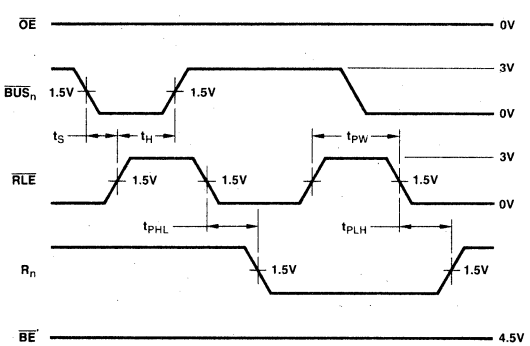 OE 0V
3V
BUSn 1.5V 1.5V
0V
tS tH tPW
3V
RLE 1.5V 1.5V 1.5V
0V
tPHL tPLH
Rn 1.5V 1.5V
BE 4.5V